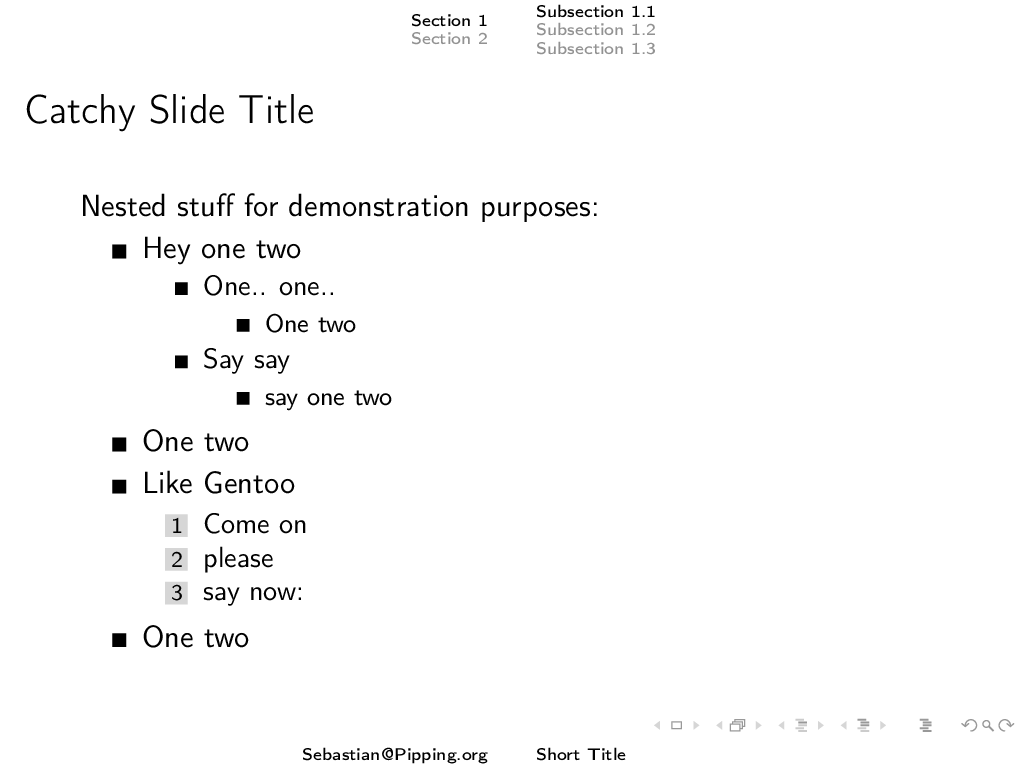 Section 1
Section 2
Subsection 1.1
Subsection 1.2
Subsection 1.3
Catchy Slide Title
Nested stuff for demonstration purposes:
Hey one two
One.. one..
One two
Say say
say one two
One two
Like Gentoo
1 Come on
2 please
3 say now:
One two
Sebastian@Pipping.org
Short Title